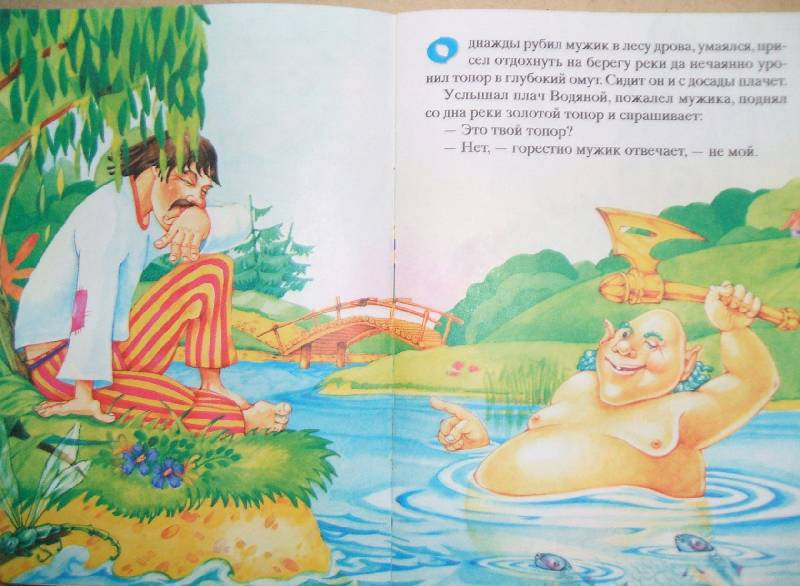 Однажды рубил мужик в лесу дрова, умаялся, при-
сел отдохнуть на берегу реки да нечаянно уро-
нил топор в глубокий омут. Сидит он и с досады плачет.
Услышал плач Водяной, пожалел мужика, поднял
со дна реки золотой топор и спрашивает:
— Это твой топор?
— Нет, — горестно мужик отвечает, — не мой.